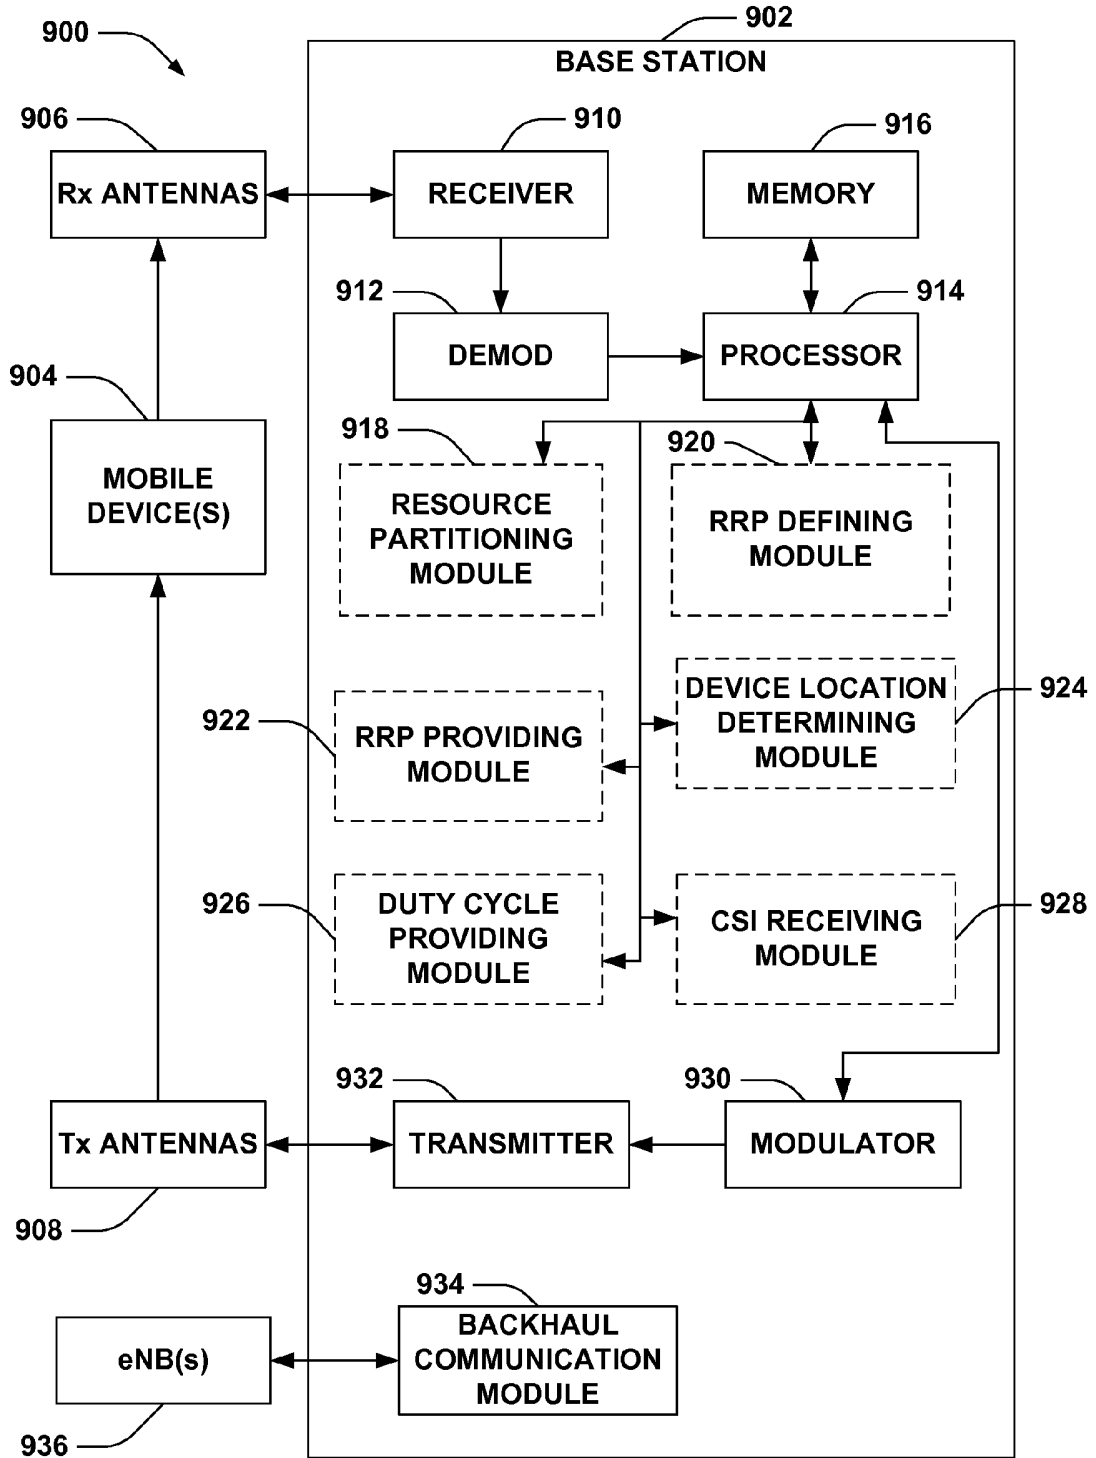 900
902
BASE STATION
906
910
916
Rx ANTENNAS
RECEIVER
MEMORY
912
914
DEMOD
PROCESSOR
904
MOBILE
DEVICE(S)
918
920
RESOURCE
PARTITIONING
MODULE
RRP DEFINING
MODULE
922
924
RRP PROVIDING
MODULE
DEVICE LOCATION
DETERMINING
MODULE
926
928
DUTY CYCLE
PROVIDING
MODULE
CSI RECEIVING
MODULE
932
930
Tx ANTENNAS
TRANSMITTER
MODULATOR
908
934
eNB(s)
BACKHAUL
COMMUNICATION
MODULE
936